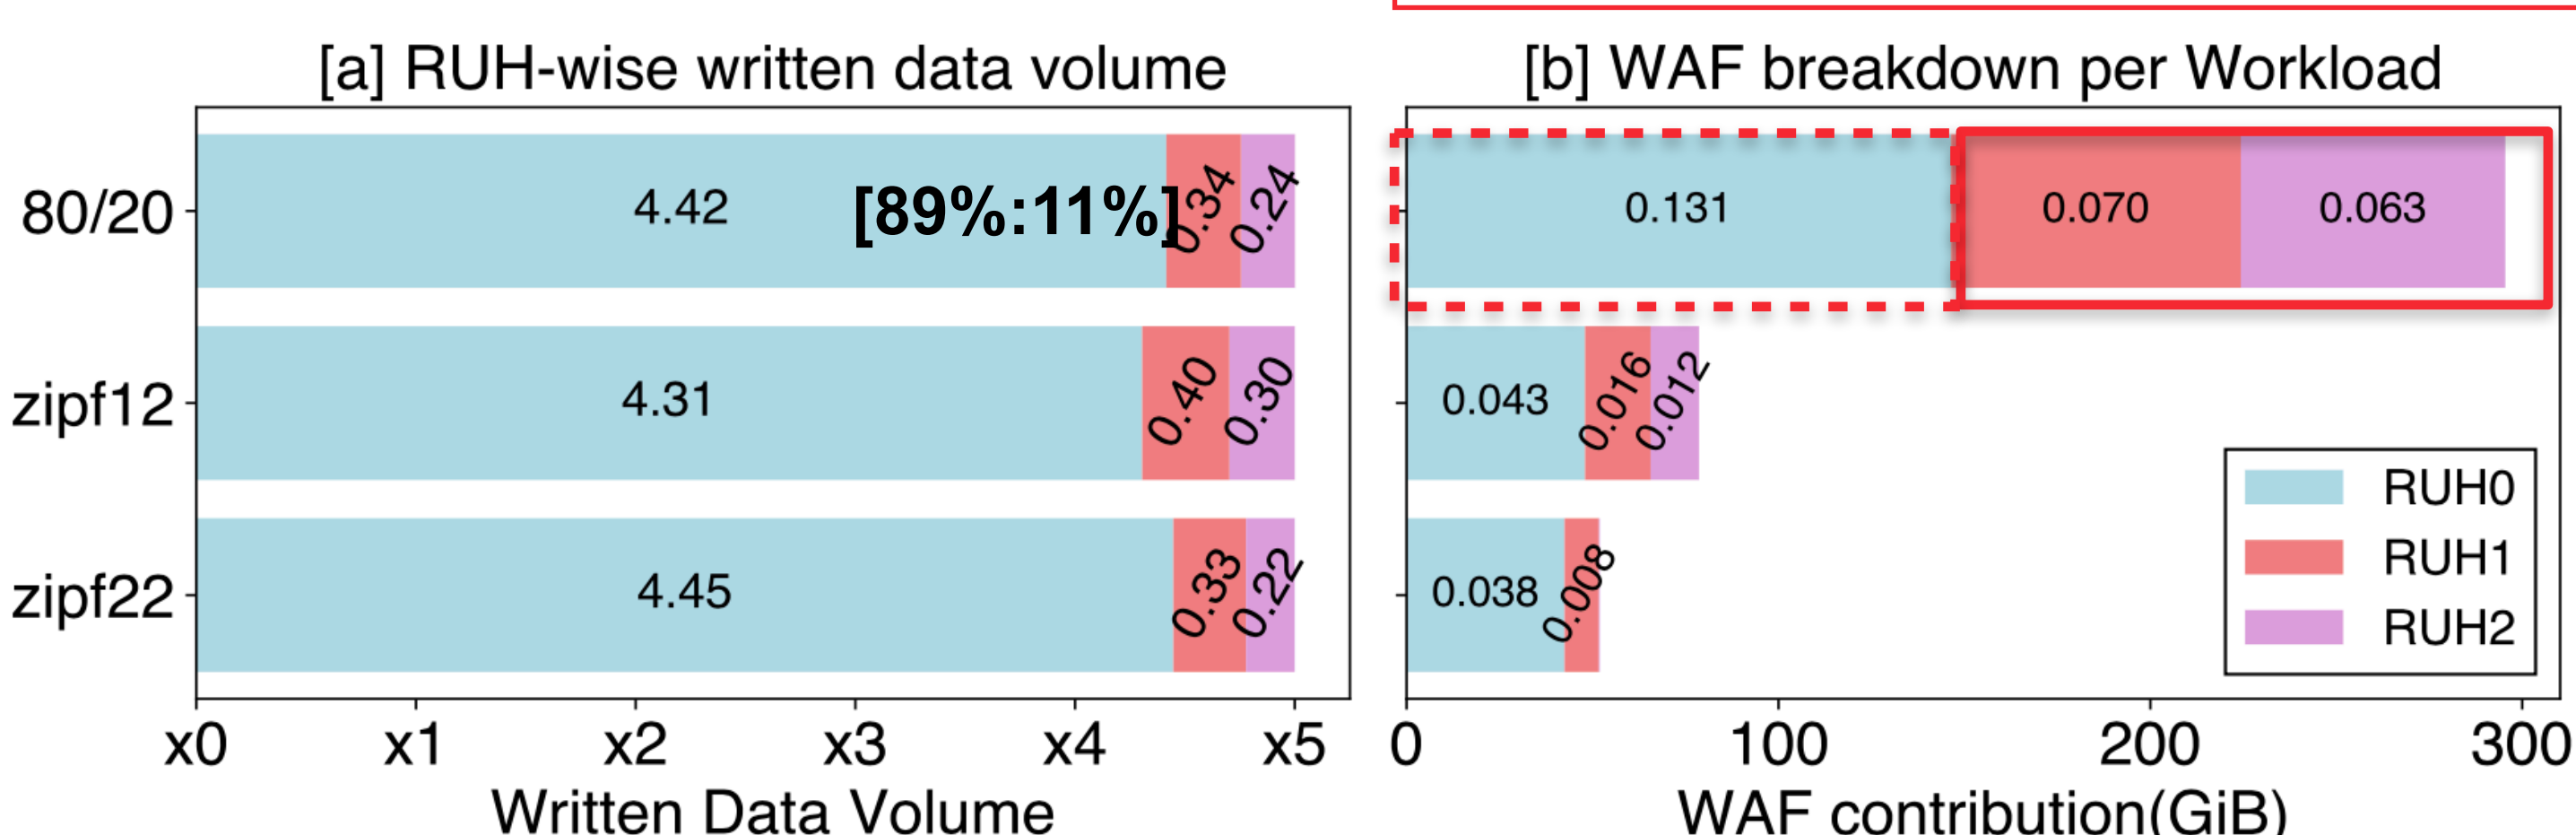 [a] RUH-wise written data volume
80/20
4.42
[89%:11%]
0.34
0.24
zipf12
4.31
0.40
0.30
zipf22
4.45
0.33
0.22
x0 x1 x2 x3 x4 x5
Written Data Volume
[b] WAF breakdown per Workload
0.131
0.070
0.063
0.043
0.016
0.012
0.038
0.008
RUH0
RUH1
RUH2
0 100 200 300
WAF contribution(GiB)